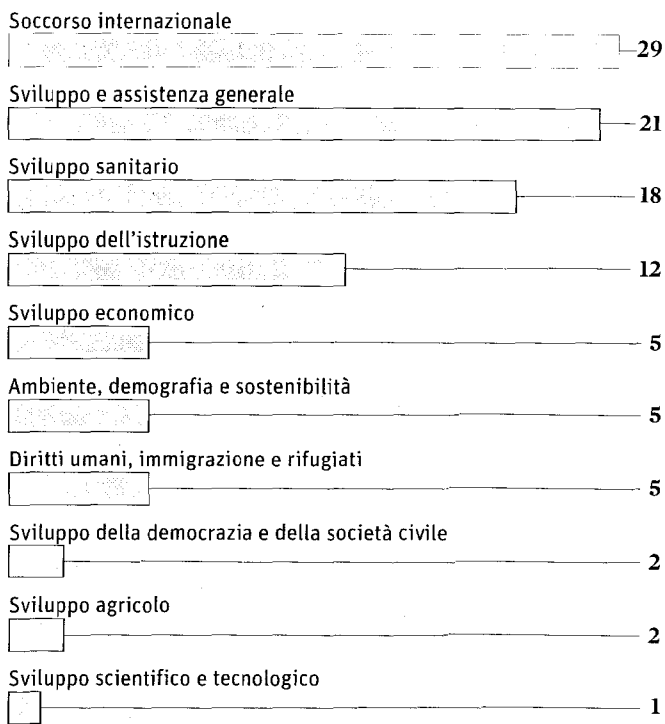 Soccorso internazionale
29
Sviluppo e assistenza generale
21
Sviluppo sanitario
18
Sviluppo dell'istruzione
12
Sviluppo economico
5
Ambiente, demografia e sostenibilità
5
Diritti umani, immigrazione e rifugiati
5
Sviluppo della democrazia e della società civile
2
Sviluppo agricolo
2
Sviluppo scientifico e tecnologico
1